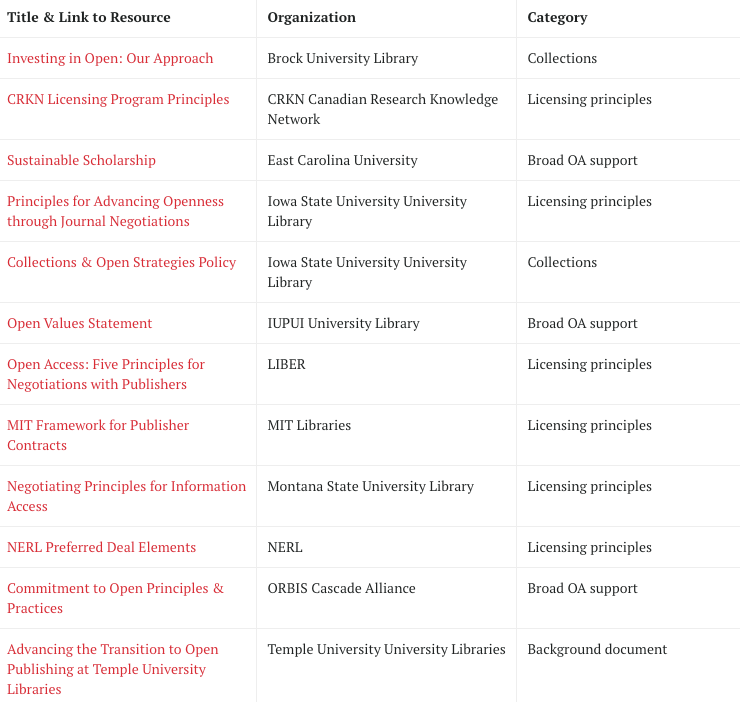 Title & Link to Resource Organization Category
Investing in Open: Our Approach Brock University Library Collections
CRKN Licensing Program Principles CRKN Canadian Research Knowledge Licensing principles
Network
Sustainable Scholarship East Carolina University Broad OA support
Principles for Advancing Openness Iowa State University University Licensing principles
through Journal Negotiations Library
Collections & Open Strategies Policy Iowa State University University Collections
Library
Open Values Statement IUPUI University Library Broad OA support
Open Access: Five Principles for LIBER Licensing principles
Negotiations with Publishers
MIT Framework for Publisher MIT Libraries Licensing principles
Contracts
Negotiating Principles for Information Montana State University Library Licensing principles
Access
NERL Preferred Deal Elements NERL Licensing principles
Commitment to Open Principles & ORBIS Cascade Alliance Broad OA support
Practices
Advancing the Transition to Open Temple University University Libraries Background document
Publishing at Temple University
Libraries